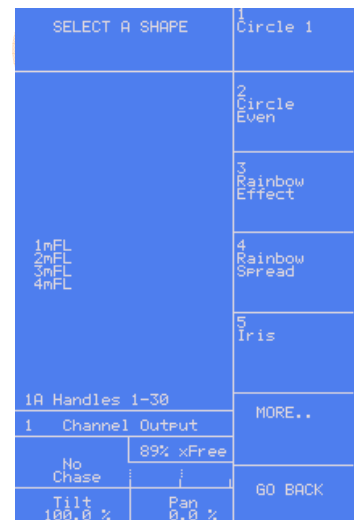 SELECT A SHAPE
1
Circle 1
2
Circle
Even
3
Rainbow
Effect
4
Rainbow
Spread
5
Iris
1mFL
2mFL
3mFL
4mFL
1A Handles 1-30
1 Channel Output
89% xFree
No
Chase
Tilt
100.0 %
Pan
0.0 %
MORE..
GO BACK